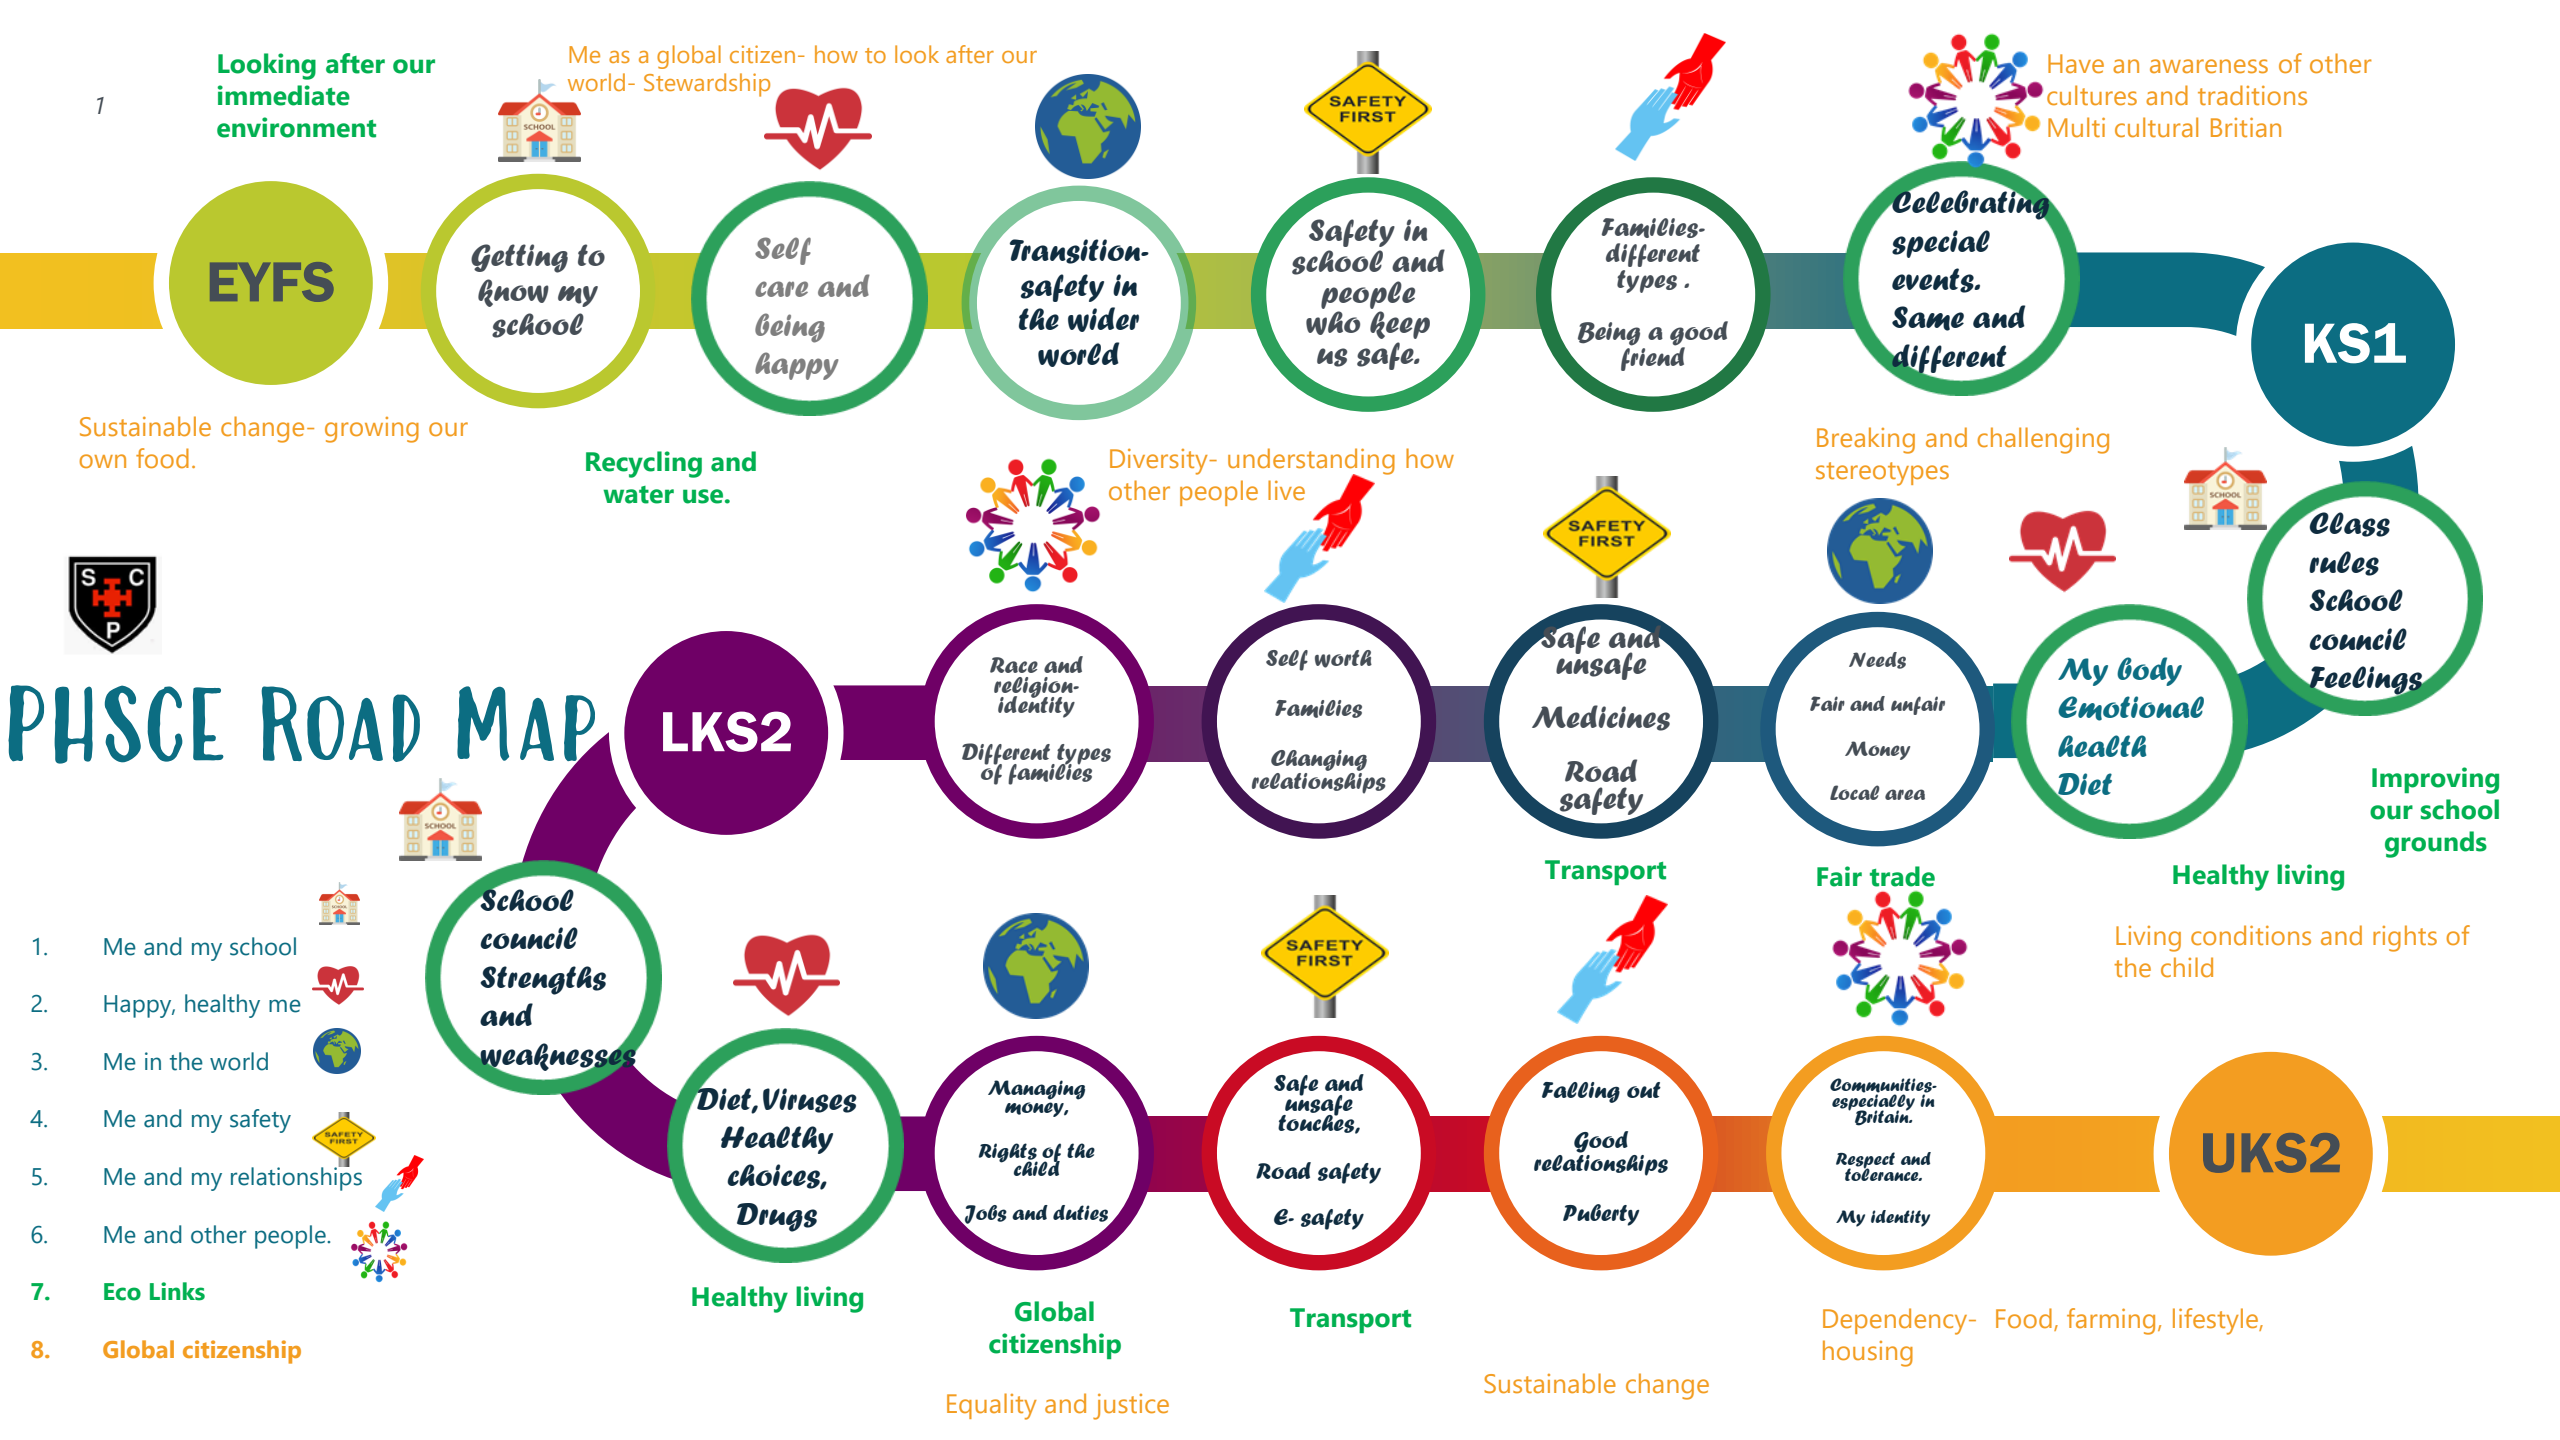 1
Looking after our
immediate
environment
Me as a global citizen- how to look after our
world- Stewardship
SCHOOL
SAFETY
FIRST
Have an awareness of other
cultures and traditions
Multi cultural Britian
EYFS
Getting to
know my
school
Self
care and
being
happy
Transition-
safety in
the wider
world
Safety in
school and
people
who keep
us safe.
Families-
different
types .
Being a good
friend
Celebrating
special
events.
Same and
different
KS1
Sustainable change- growing our
own food.
Recycling and
water use.
Diversity- understanding how
other people live
SAFETY
FIRST
Breaking and challenging
stereotypes
SCHOOL
Class
rules
School
council
Feelings
My body
Emotional
health
Diet
Needs
Fair and unfair
Money
Local area
Safe and
unsafe
Medicines
Road
safety
Self worth
Families
Changing
relationships
Race and
religion-
identity
Different types
of families
LKS2
S C
P
PHSCE ROAD MAP
Improving
our school
grounds
Healthy living
Fair trade
Transport
Living conditions and rights of
the child
SCHOOL
School
council
Strengths
and
weaknesses
Diet,Viruses
Healthy
choices,
Drugs
Managing
money,
Rights of the
child
Jobs and duties
SAFETY
FIRST
Safe and
unsafe
touches,
Road safety
E- safety
Falling out
Good
relationships
Puberty
Communities-
especially in
Britain.
Respect and
tolerance.
My identity
UKS2
Healthy living
Global
citizenship
Transport
Equality and justice
Sustainable change
Dependency- Food, farming, lifestyle,
housing
SCHOOL
1. Me and my school
2. Happy, healthy me
3. Me in the world
4. Me and my safety
SAFETY
FIRST
5. Me and my relationships
6. Me and other people.
7. Eco Links
8. Global citizenship